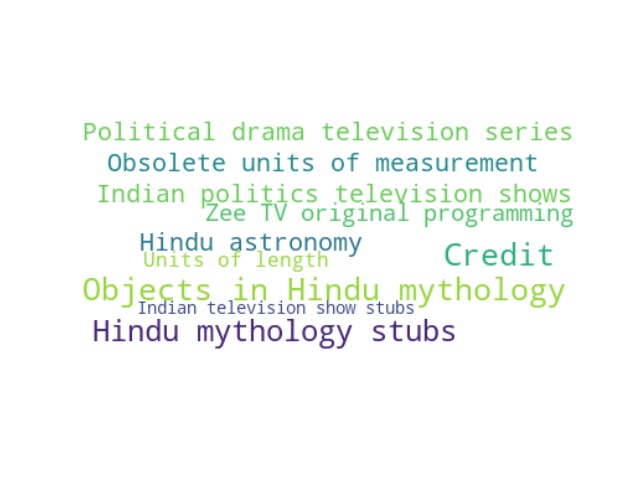 Political drama television series
Obsolete units of measurement
Indian politics television shows
Zee TV original programming
Hindu astronomy
Credit
Units of length
Objects in Hindu mythology
Indian television show stubs
Hindu mythology stubs